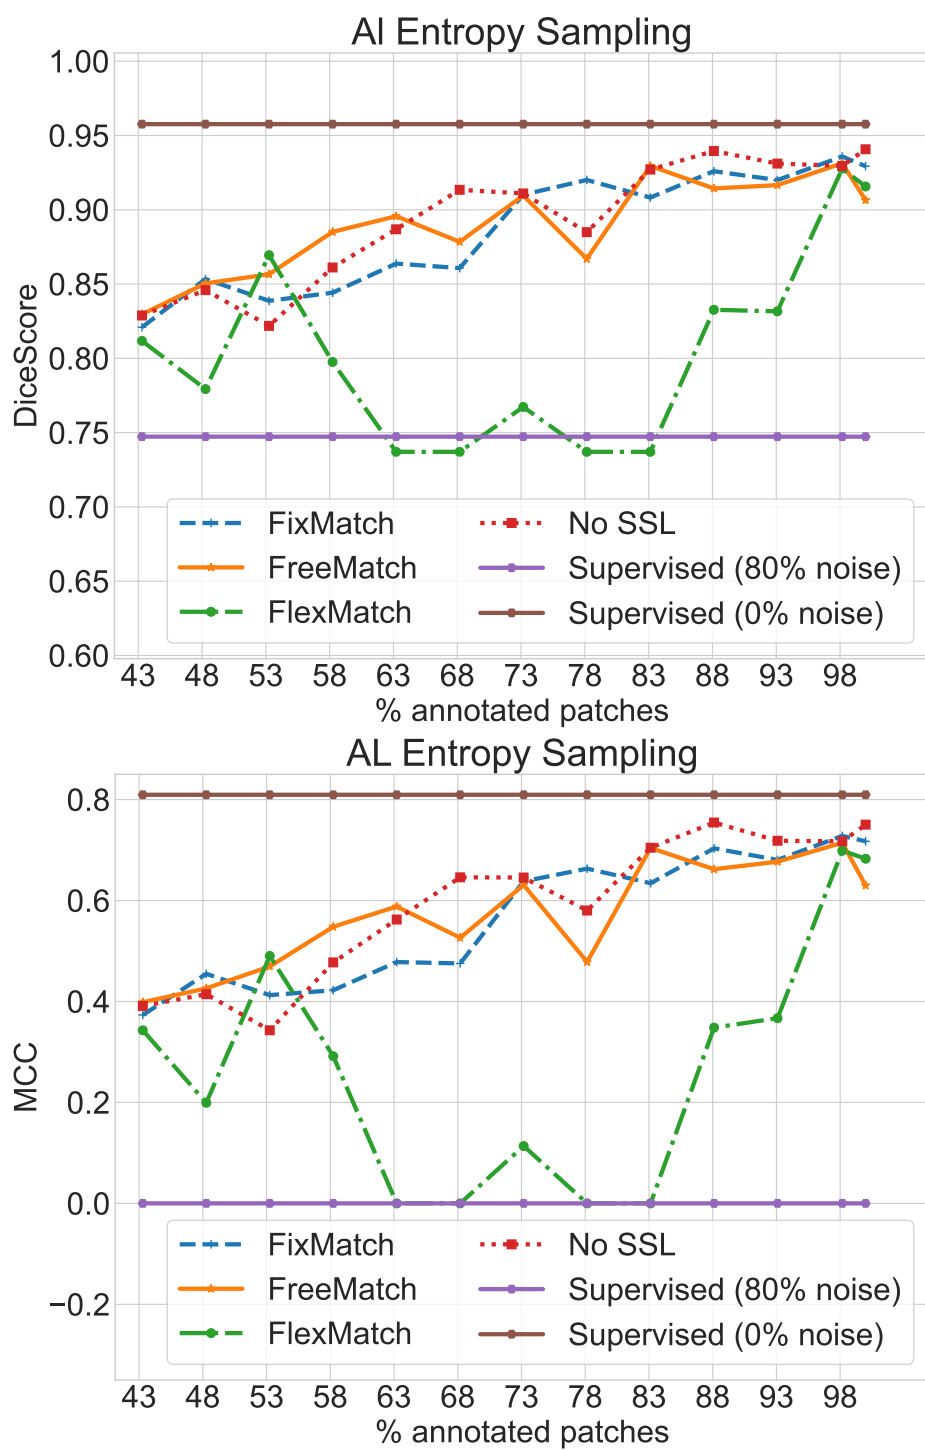 Al Entropy Sampling
1.00
0.95
0.90
0.85
0.80
0.75
0.70
0.65
0.60
DiceScore
FixMatch
FreeMatch
FlexMatch
No SSL
Supervised (80% noise)
Supervised (0% noise)
43 48 53 58 63 68 73 78 83 88 93 98
% annotated patches
AL Entropy Sampling
0.8
0.6
0.4
0.2
0.0
−0.2
MCC
FixMatch
FreeMatch
FlexMatch
No SSL
Supervised (80% noise)
Supervised (0% noise)
43 48 53 58 63 68 73 78 83 88 93 98
% annotated patches